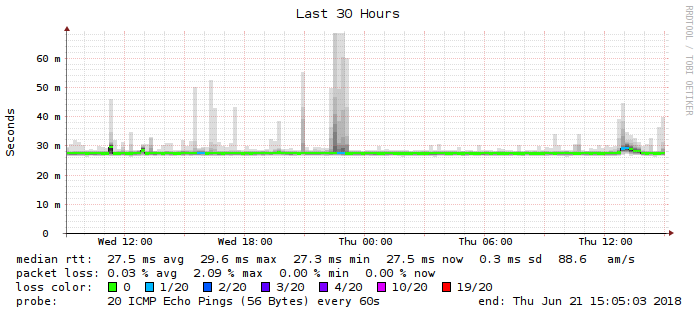 Last 30 Hours
RRDTOOL / TOBI OETIKER
Seconds
60 m
50 m
40 m
30 m
20 m
10 m
0
Wed 12:00 Wed 18:00 Thu 00:00 Thu 06:00 Thu 12:00
median rtt: 27.5 ms avg 29.6 ms max 27.3 ms min 27.5 ms now 0.3 ms sd 88.6 am/s
packet loss: 0.03 % avg 2.09 % max 0.00 % min 0.00 % now
loss color: 0 1/20 2/20 3/20 4/20 10/20 19/20
probe: 20 ICMP Echo Pings (56 Bytes) every 60s end: Thu Jun 21 15:05:03 2018